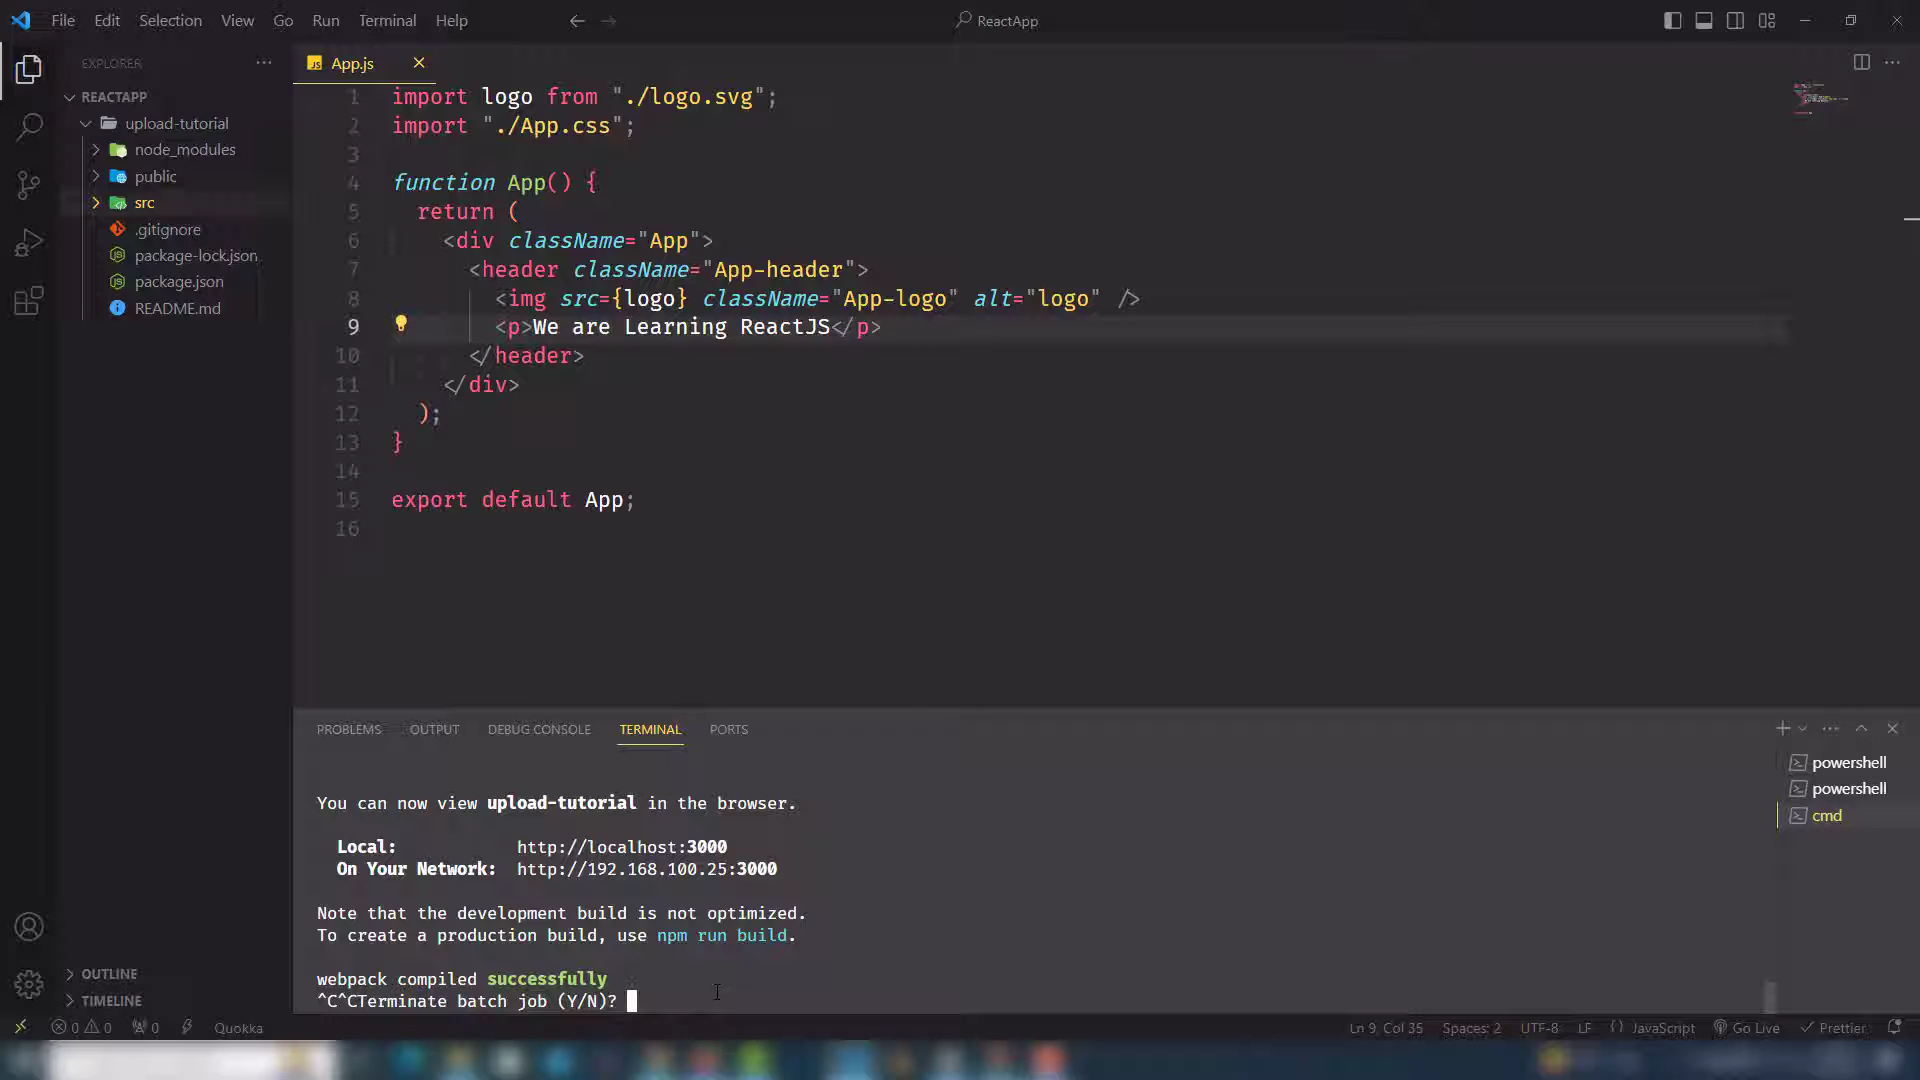 File Edit Selection View Go Run Terminal Help
ReactApp
EXPLORER
REACTAPP
upload-tutorial
node_modules
public
src
.gitignore
package-lock.json
package.json
README.md
OUTLINE
TIMELINE
App.js
1 import logo from "./logo.svg";
2 import "./App.css";
3
4 function App() {
5 return (
6 <div className="App">
7 <header className="App-header">
8 <img src={logo} className="App-logo" alt="logo" />
9 <p>We are Learning ReactJS</p>
10 </header>
11 </div>
12 );
13 }
14
15 export default App;
16
PROBLEMS OUTPUT DEBUG CONSOLE TERMINAL PORTS
powershell
powershell
cmd
You can now view upload-tutorial in the browser.
Local: http://localhost:3000
On Your Network: http://192.168.100.25:3000
Note that the development build is not optimized.
To create a production build, use npm run build.
webpack compiled successfully
^C^CTerminate batch job (Y/N)?
0 0 0 Quokka Ln 9, Col 35 Spaces: 2 UTF-8 LF {} JavaScript Go Live Prettier